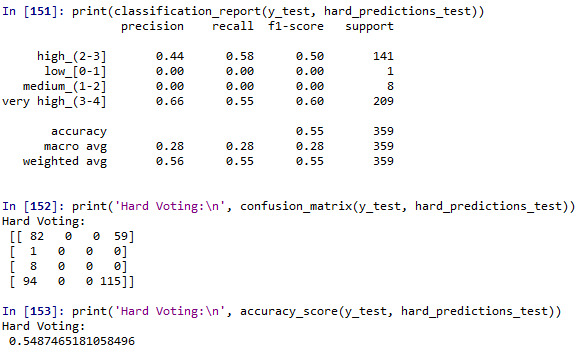 In [151]: print(classification_report(y_test, hard_predictions_test))
precision recall f1-score support
high_(2-3] 0.44 0.58 0.50 141
low_[0-1] 0.00 0.00 0.00 1
medium_(1-2] 0.00 0.00 0.00 8
very high_(3-4] 0.66 0.55 0.60 209
accuracy 0.55 359
macro avg 0.28 0.28 0.28 359
weighted avg 0.56 0.55 0.55 359
In [152]: print('Hard Voting:\n', confusion_matrix(y_test, hard_predictions_test))
Hard Voting:
[[ 82 0 0 59]
[ 1 0 0 0]
[ 8 0 0 0]
[ 94 0 0 115]]
In [153]: print('Hard Voting:\n', accuracy_score(y_test, hard_predictions_test))
Hard Voting:
0.5487465181058496